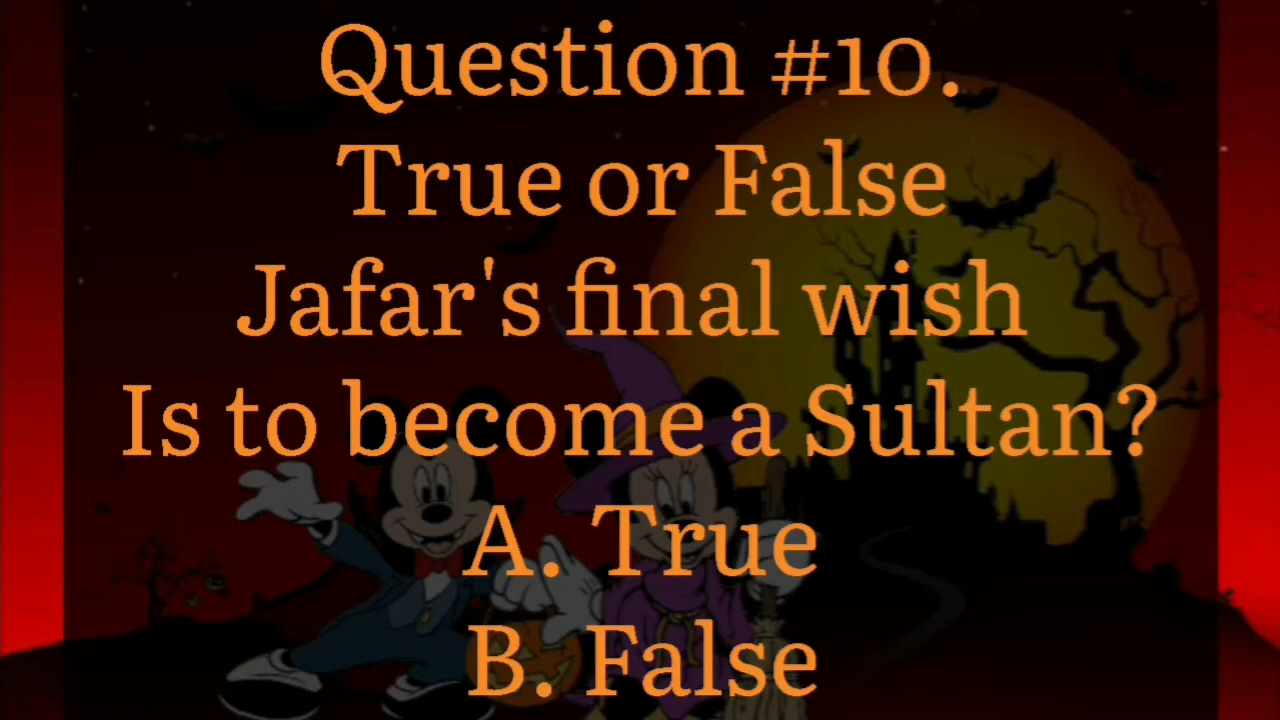 Question #10.
True or False
Jafar's final wish
Is to become a Sultan?
A. True
B. False